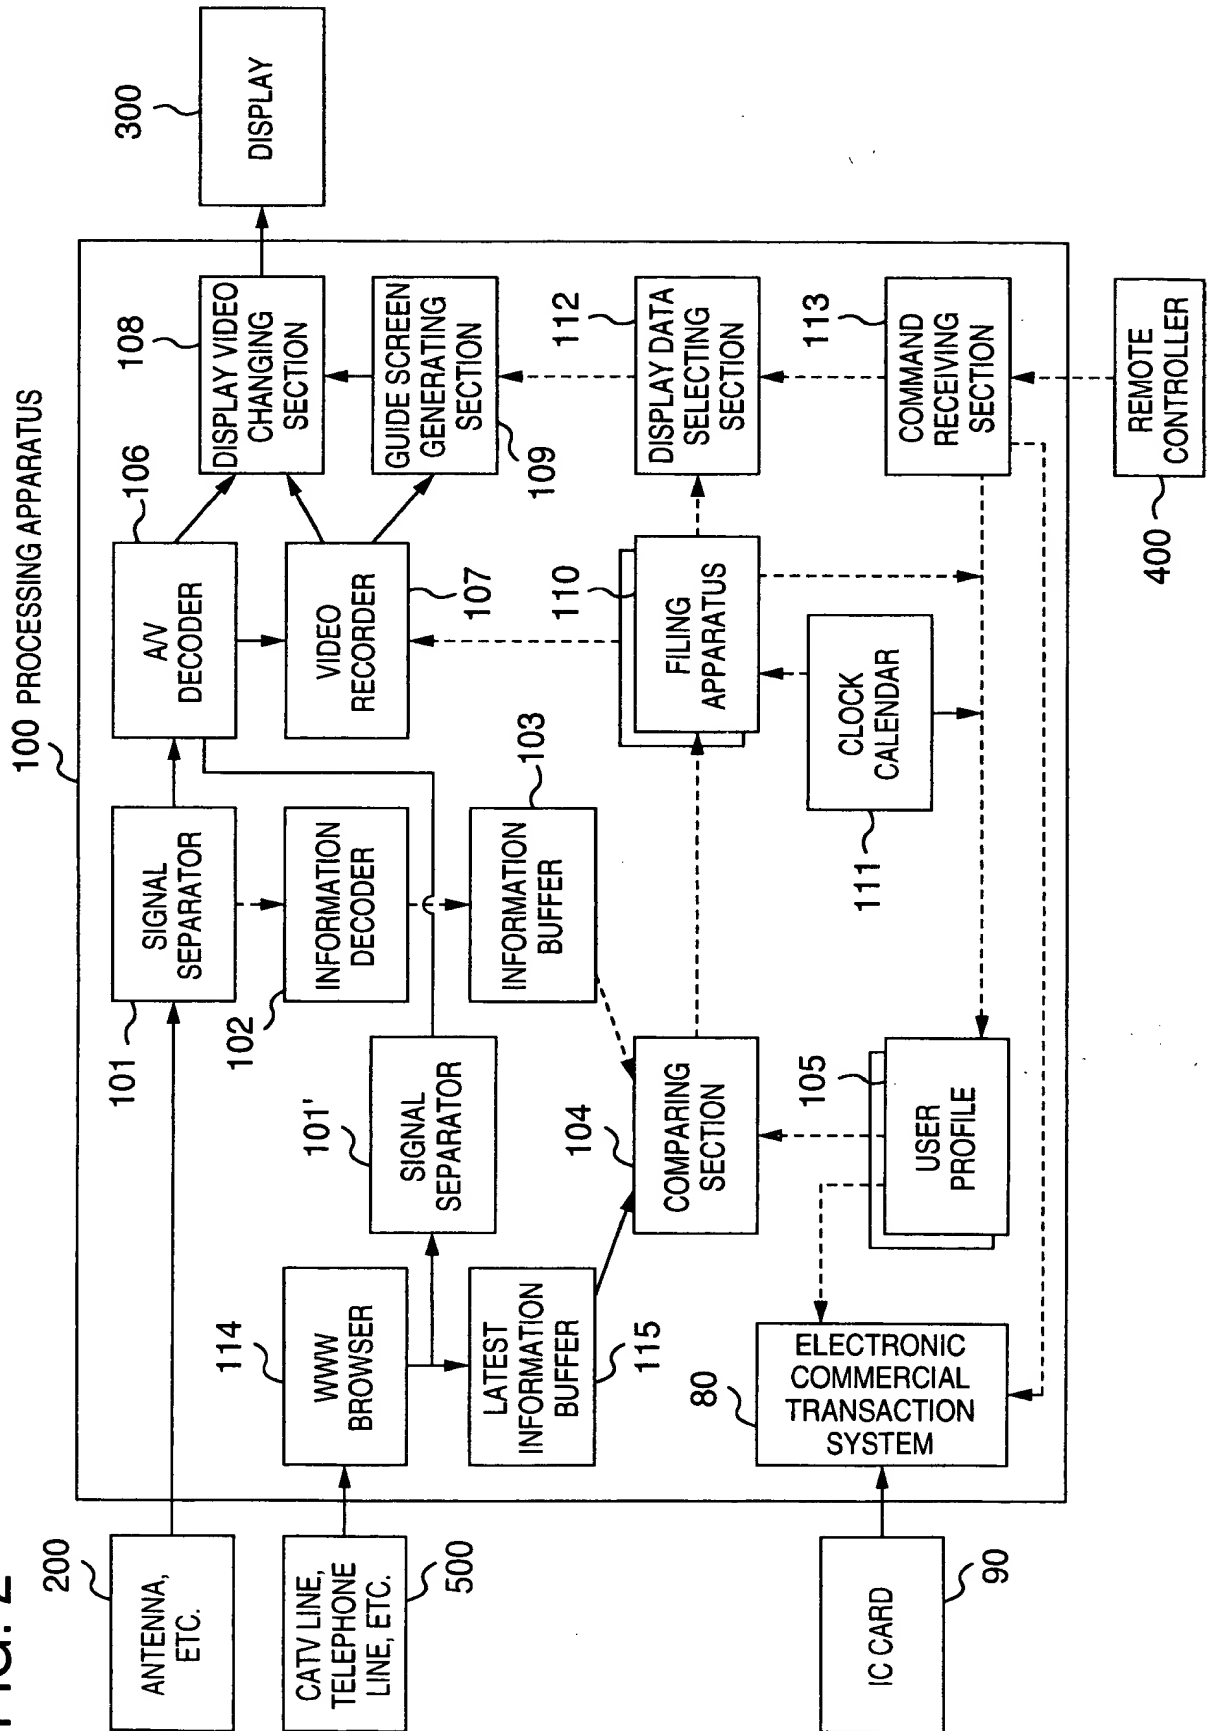 FIG. 2
100 PROCESSING APPARATUS
200
ANTENNA,
ETC.
500
CATV LINE,
TELEPHONE
LINE, ETC.
90
IC CARD
101
SIGNAL
SEPARATOR
106
A/V
DECODER
108
DISPLAY VIDEO
CHANGING
SECTION
300
DISPLAY
114
WWW
BROWSER
102
INFORMATION
DECODER
107
VIDEO
RECORDER
101'
SIGNAL
SEPARATOR
109
GUIDE SCREEN
GENERATING
SECTION
115
LATEST
INFORMATION
BUFFER
103
INFORMATION
BUFFER
104
COMPARING
SECTION
110
FILING
APPARATUS
112
DISPLAY DATA
SELECTING
SECTION
80
ELECTRONIC
COMMERCIAL
TRANSACTION
SYSTEM
105
USER
PROFILE
111
CLOCK
CALENDAR
113
COMMAND
RECEIVING
SECTION
400
REMOTE
CONTROLLER